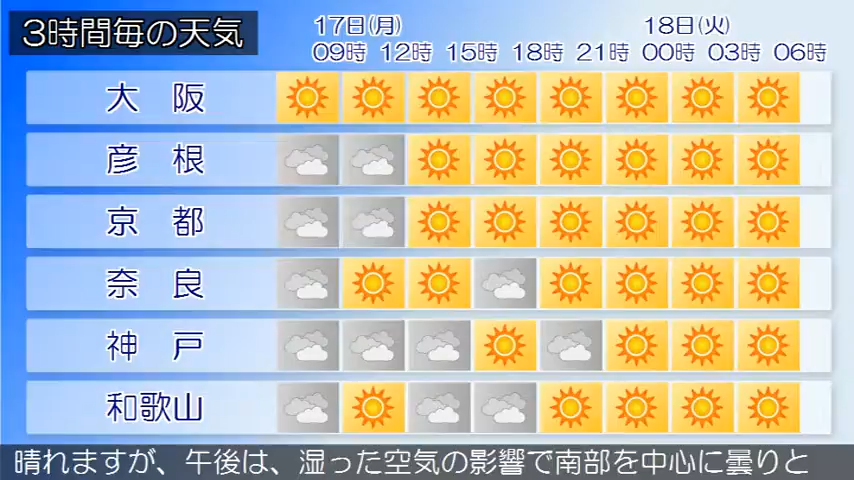 3時間毎の天気
17日(月) 18日(火)
09時 12時 15時 18時 21時 00時 03時 06時
大阪
彦根
京都
奈良
神戸
和歌山
晴れますが、午後は、湿った空気の影響で南部を中心に曇りと